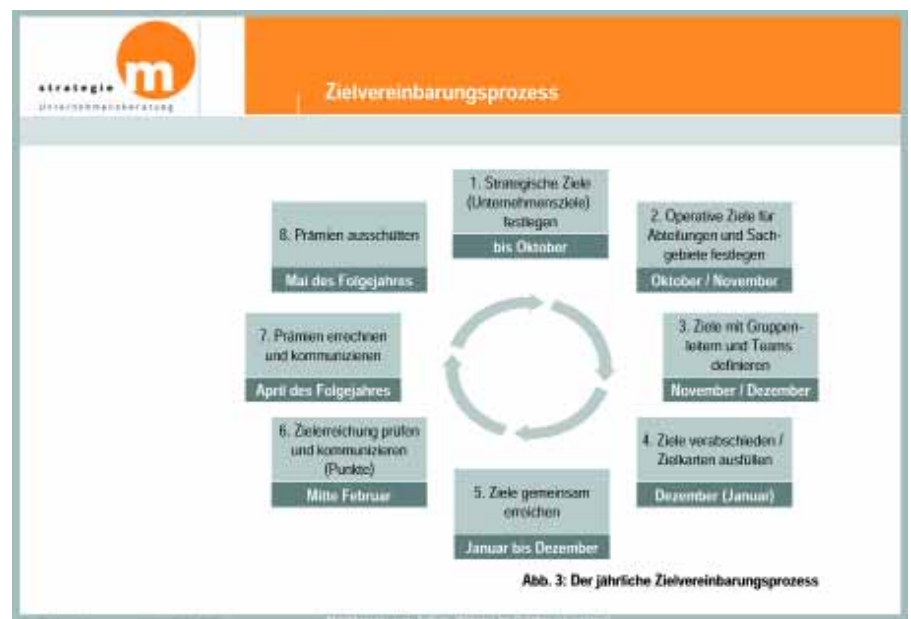 strategie m
Unternehmensberatung
Zielvereinbarungsprozess
1. Strategische Ziele
(Unternehmensziele)
festlegen
bis Oktober
2. Operative Ziele für
Abteilungen und Sach-
gebiete festlegen
Oktober / November
3. Ziele mit Gruppen-
leitern und Teams
definieren
November / Dezember
4. Ziele verabschieden /
Zielkarten ausfüllen
Dezember (Januar)
5. Ziele gemeinsam
erreichen
Januar bis Dezember
6. Zielerreichung prüfen
und kommunizieren
(Punkte)
Mitte Februar
7. Prämien errechnen
und kommunizieren
April des Folgejahres
8. Prämien ausschütten
Mai des Folgejahres
Abb. 3: Der jährliche Zielvereinbarungsprozess